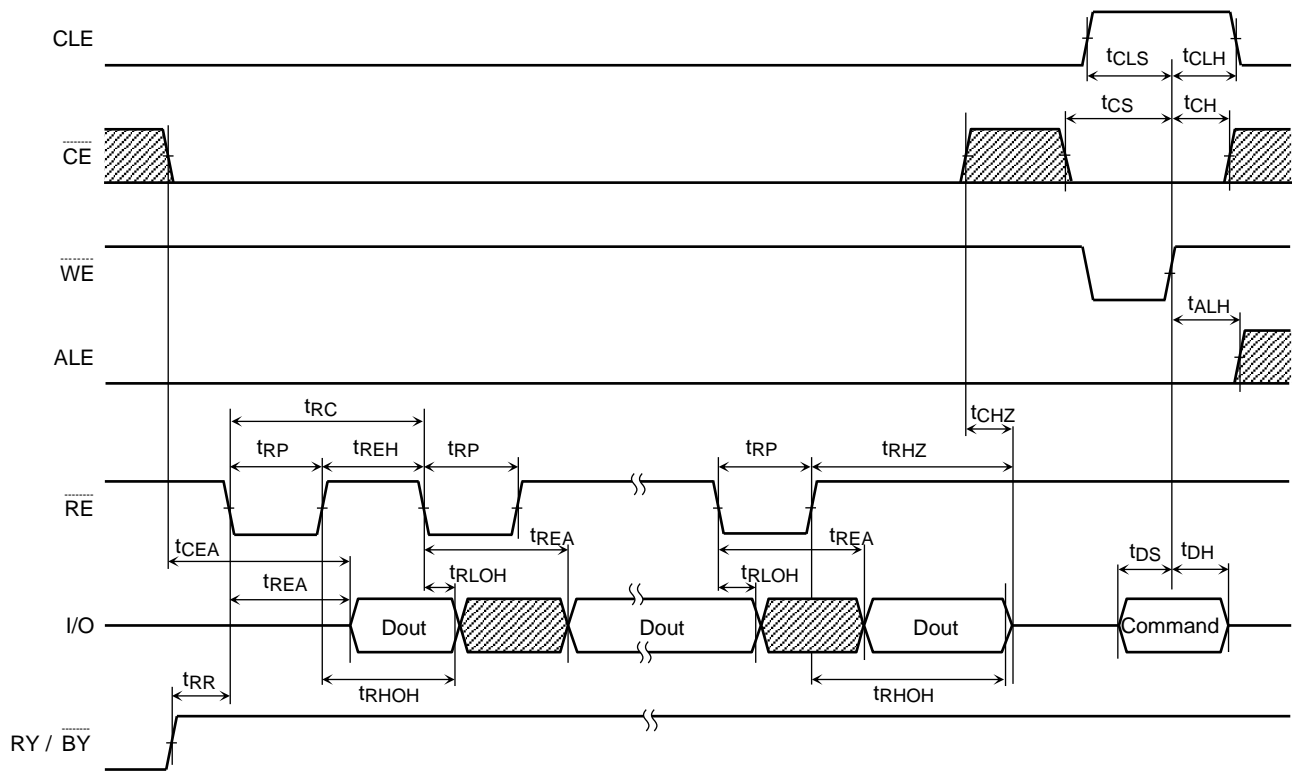 CLE
tCLS tCLH
tCS tCH
CE
WE
tALH
ALE
tRC tCHZ
tRP tREH tRP tRP tRHZ
RE
tCEA tREA tREA
tREA tRLOH tRLOH tDS tDH
I/O Dout Dout Dout Command
tRR tRHOH tRHOH
RY / BY